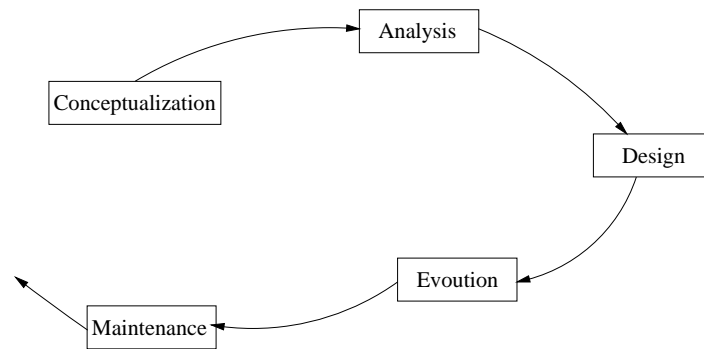 Analysis
Conceptualization
Design
Evoution
Maintenance